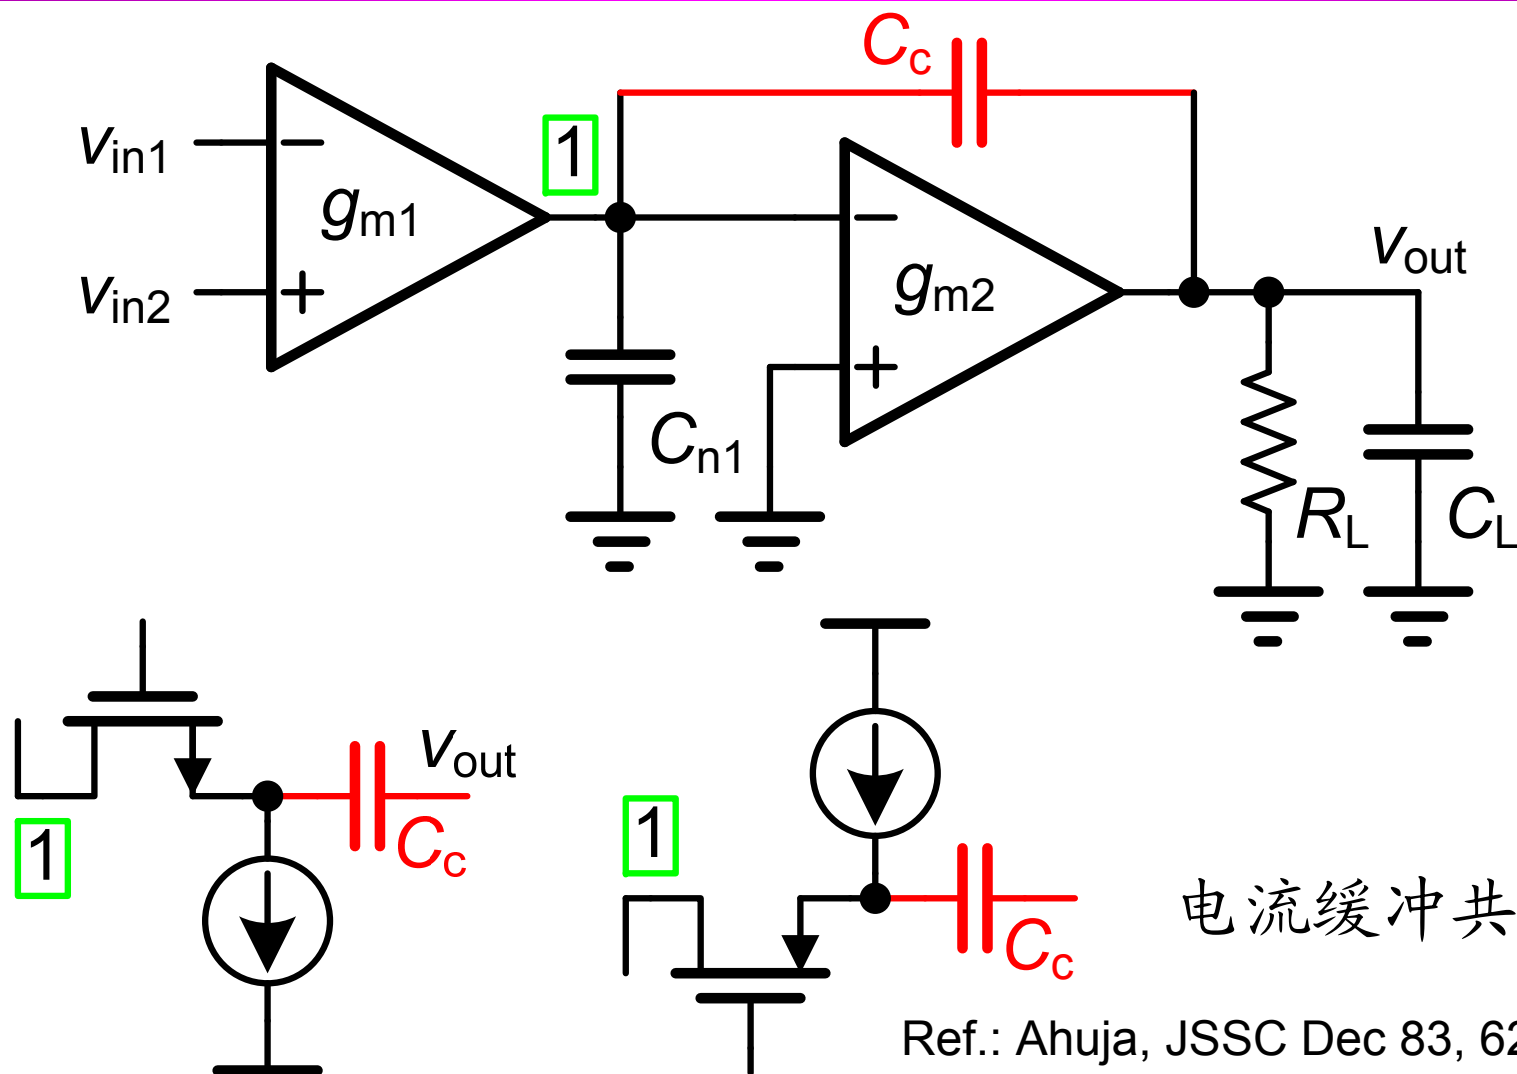 Cc
vin1
1
gm1
vin2
gm2
vout
Cn1
RL
CL
vout
1
Cc
1
Cc
电流缓冲共
Ref.: Ahuja, JSSC Dec 83, 62